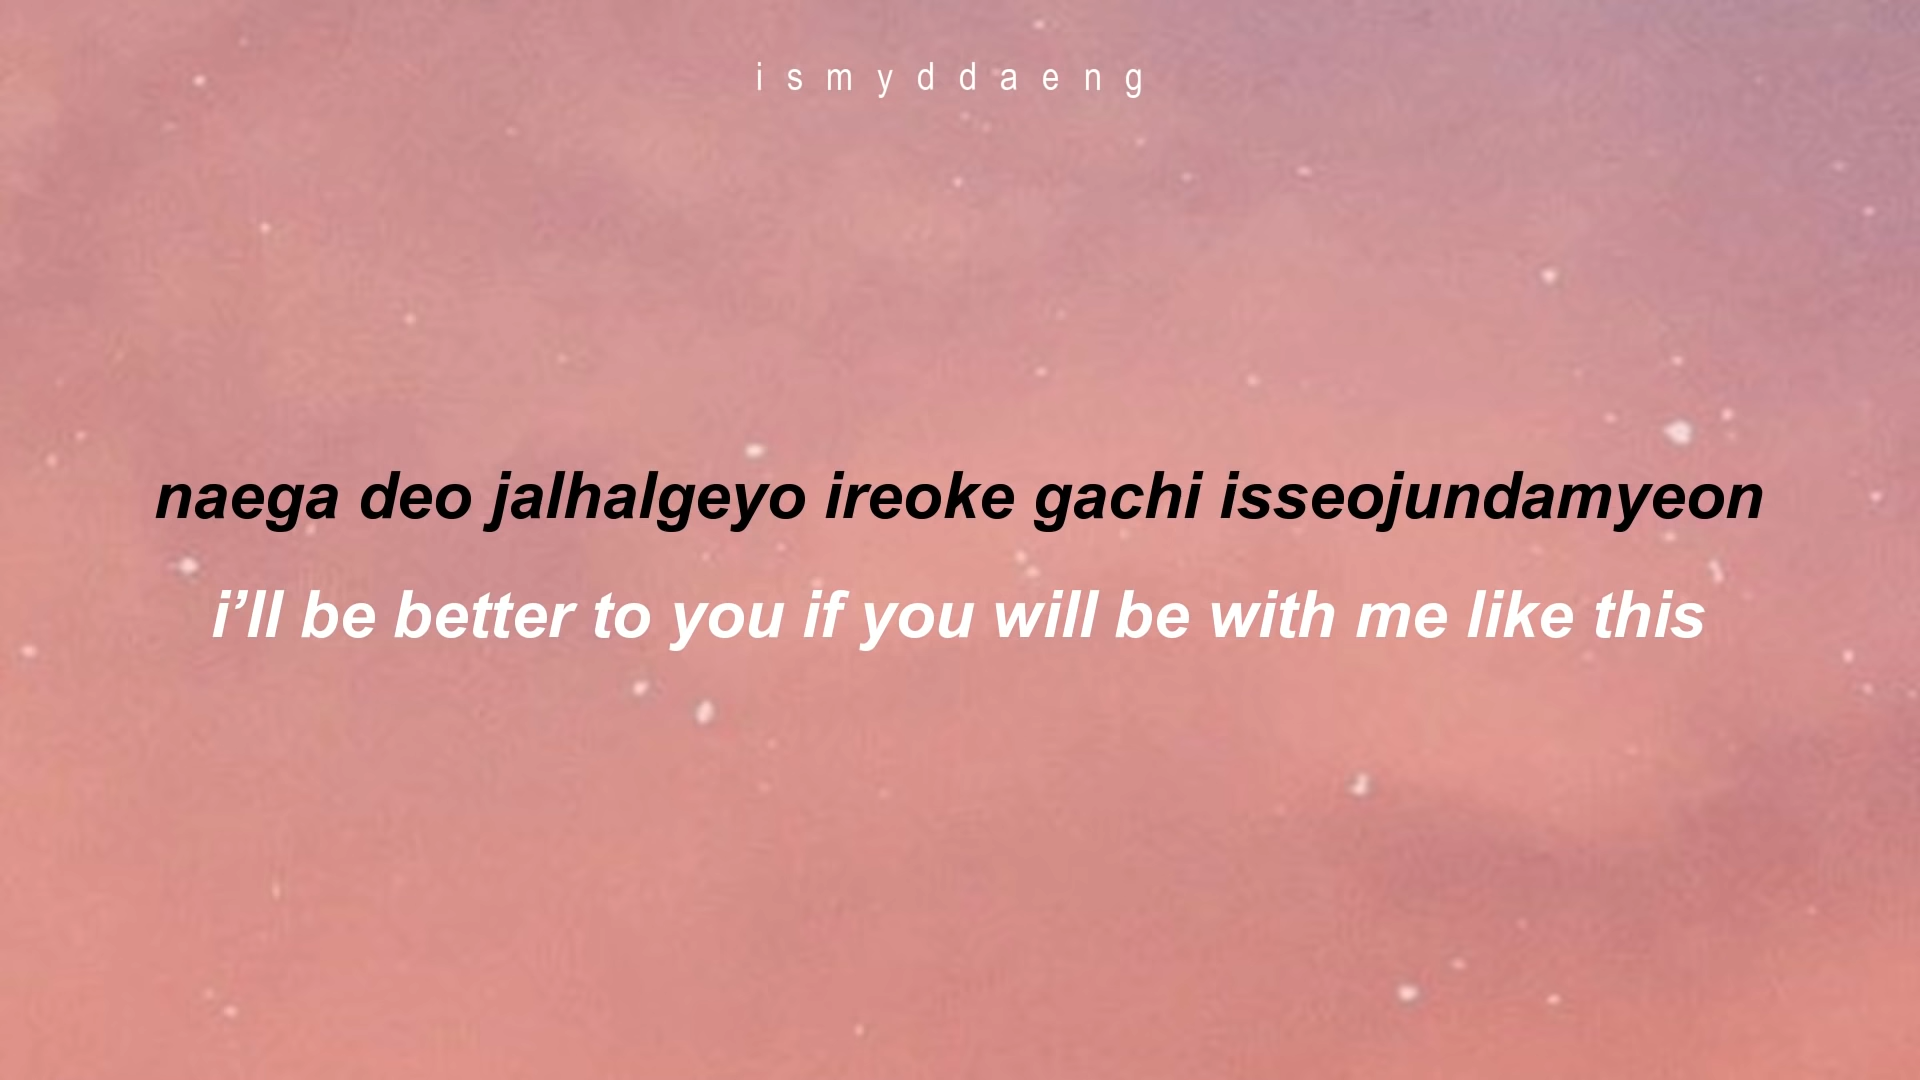 ismyddaeng
naega deo jalhalgeyo ireoke gachi isseojundamyeon
i’ll be better to you if you will be with me like this